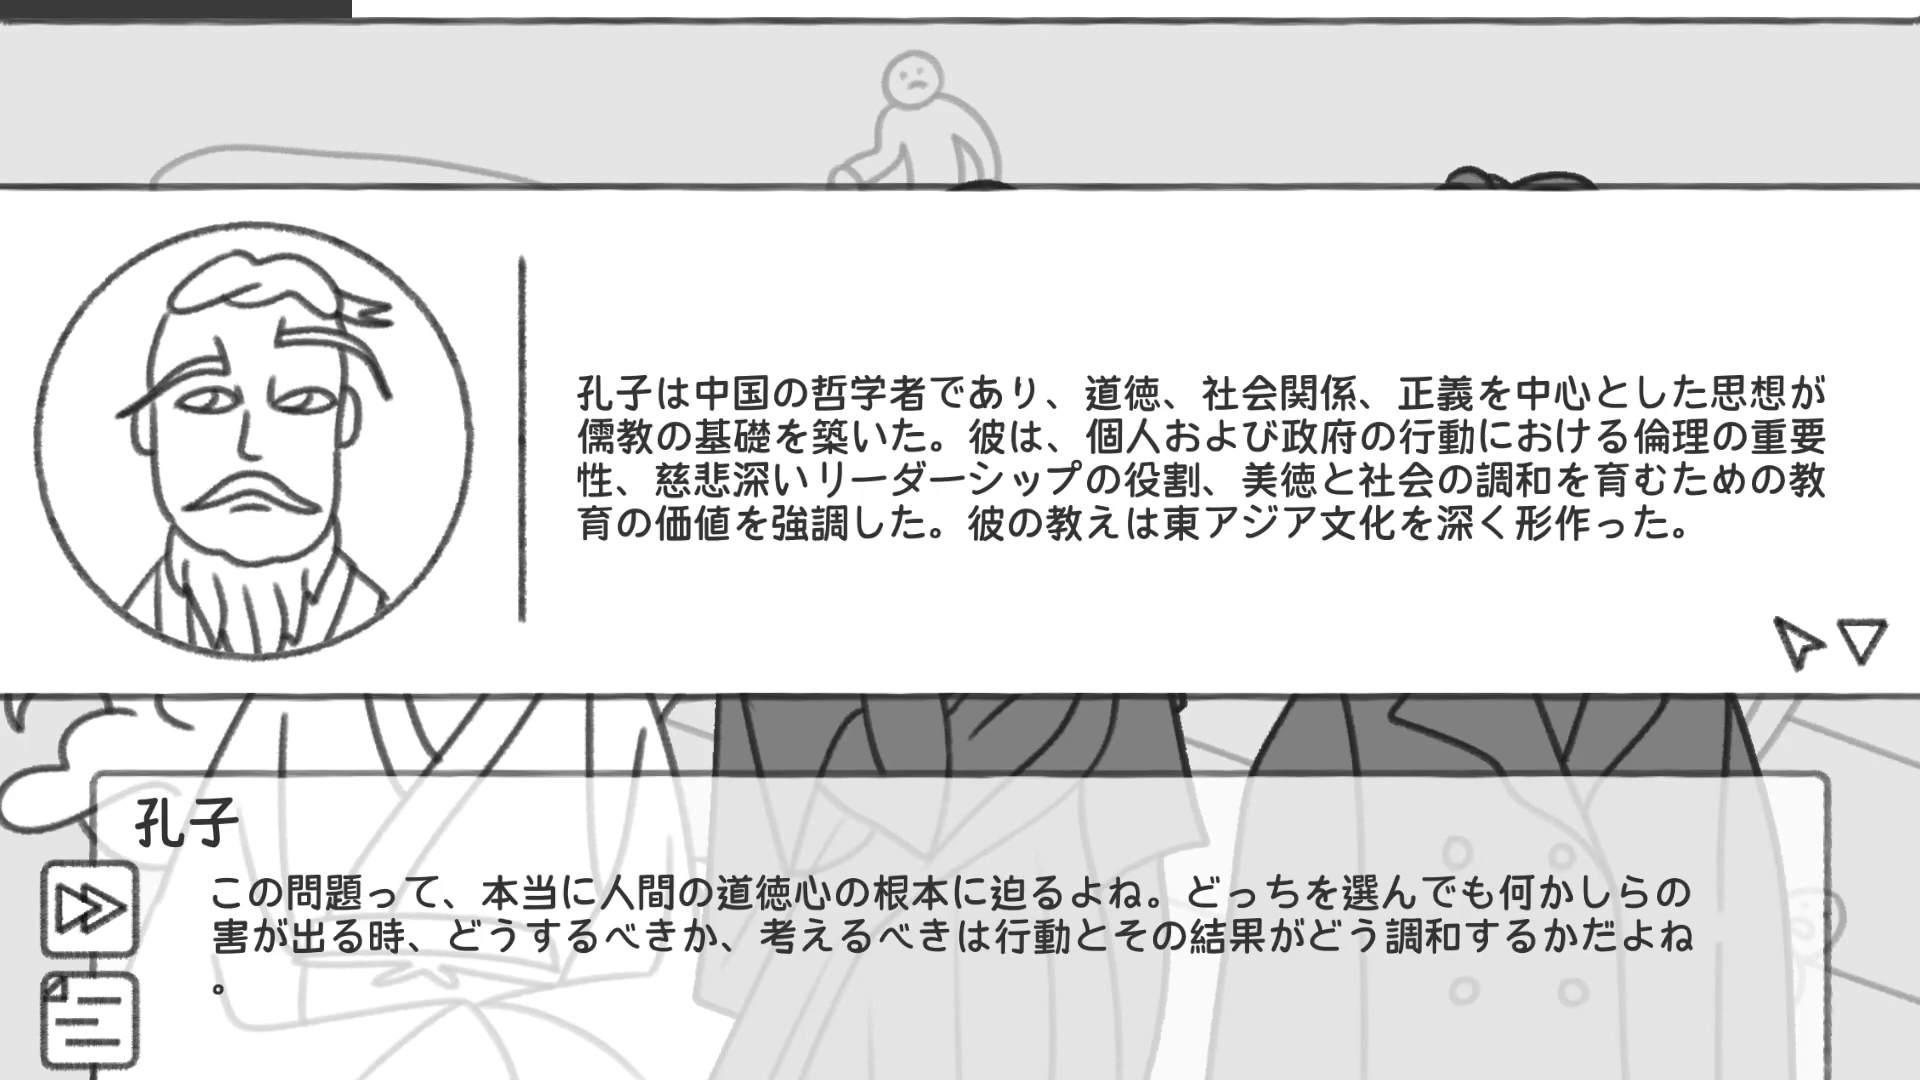 孔子は中国の哲学者であり、道徳、社会関係、正義を中心とした思想が
儒教の基礎を築いた。彼は、個人および政府の行動における倫理の重要
性、慈悲深いリーダーシップの役割、美徳と社会の調和を育むための教
育の価値を強調した。彼の教えは東アジア文化を深く形作った。
孔子
この問題って、本当に人間の道徳心の根本に迫るよね。どっちを選んでも何かしらの
害が出る時、どうするべきか、考えるべきは行動とその結果がどう調和するかだよね
。